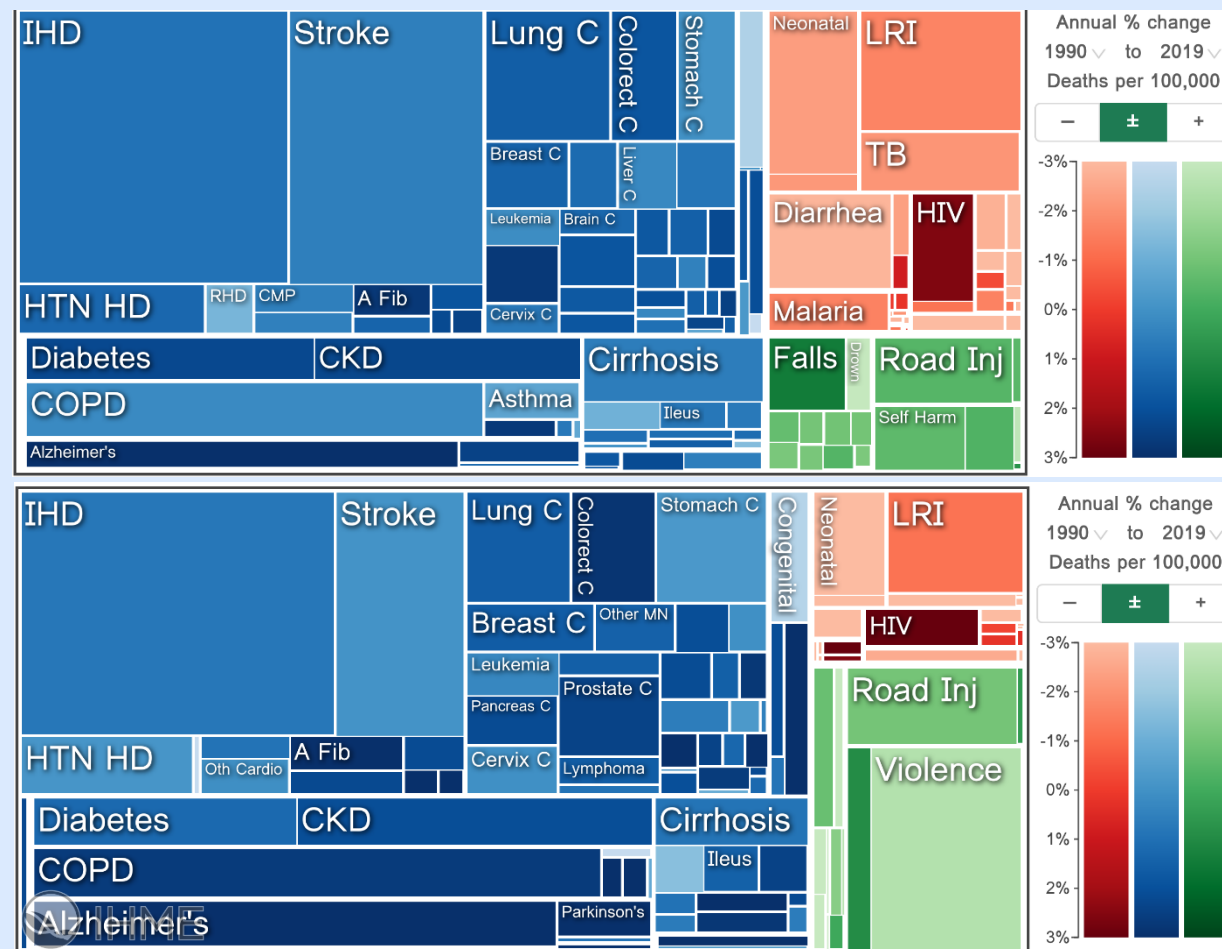 IHD
Stroke
Lung C
Colorect C
Stomach C
Neonatal
LRI
Breast C
Liver C
TB
Leukemia
Brain C
Diarrhea
HIV
HTN HD
RHD
CMP
A Fib
Cervix C
Malaria
Diabetes
CKD
Cirrhosis
Falls
Drown
Road Inj
COPD
Asthma
Ileus
Self Harm
Alzheimer's
Annual % change
1990 to 2019
Deaths per 100,000
− ± +
-3%
-2%
-1%
0%
1%
2%
3%
IHD
Stroke
Lung C
Colorect C
Stomach C
Congenital
Neonatal
LRI
Breast C
Other MN
HIV
Leukemia
Prostate C
Pancreas C
Road Inj
HTN HD
Oth Cardio
A Fib
Cervix C
Lymphoma
Violence
Diabetes
CKD
Cirrhosis
COPD
Ileus
Alzheimer's
Parkinson's
IHME
Annual % change
1990 to 2019
Deaths per 100,000
− ± +
-3%
-2%
-1%
0%
1%
2%
3%